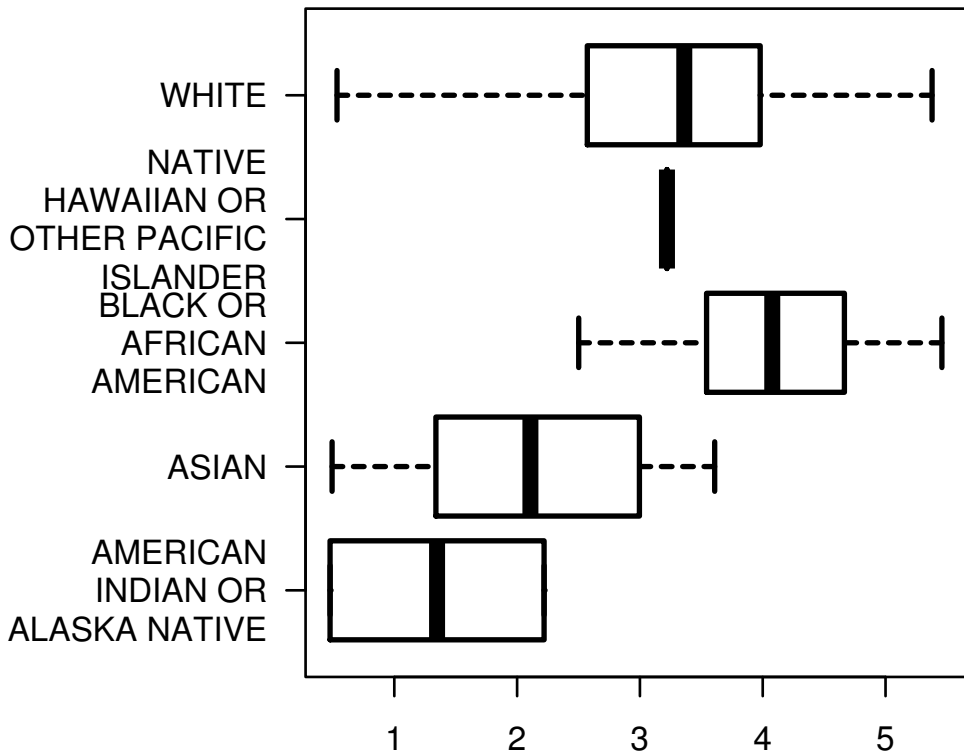 WHITE
NATIVE
HAWAIIAN OR
OTHER PACIFIC
ISLANDER
BLACK OR
AFRICAN
AMERICAN
ASIAN
AMERICAN
INDIAN OR
ALASKA NATIVE
1 2 3 4 5